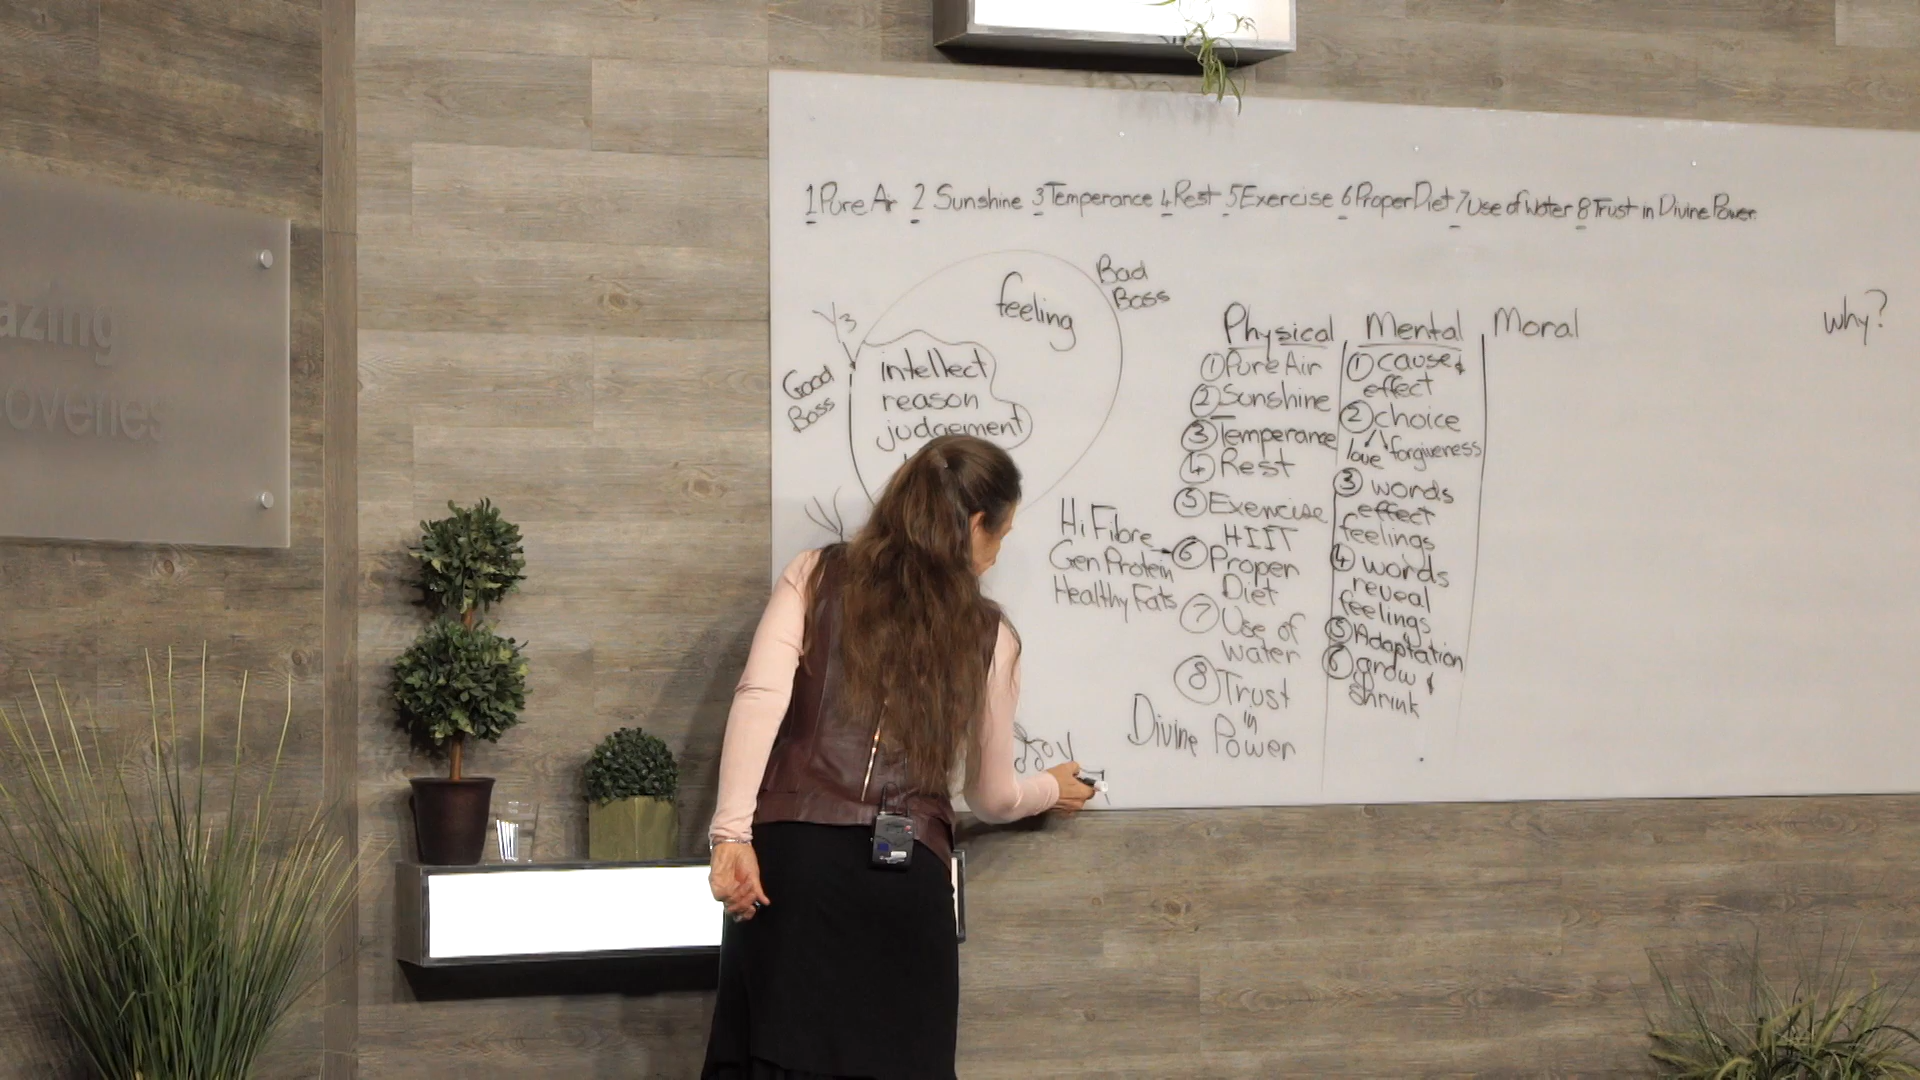 azing
overies
1 Pure Air 2 Sunshine 3 Temperance 4 Rest 5 Exercise 6 Proper Diet 7 Use of Water 8 Trust in Divine Power
feeling
Bad
Boss
Good
Boss
intellect
reason
judgement
Hi Fibre
Gen Protein
Healthy Fats
Physical
① Pure Air
② Sunshine
③ Temperance
④ Rest
⑤ Exercise
HIIT
⑥ Proper
Diet
⑦ Use of
water
⑧ Trust
in
Divine Power
Mental
① cause &
effect
② choice
love forgiveness
③ words
effect
feelings
④ words
reveal
feelings
⑤ Adaptation
⑥ grow &
shrink
Moral
why?